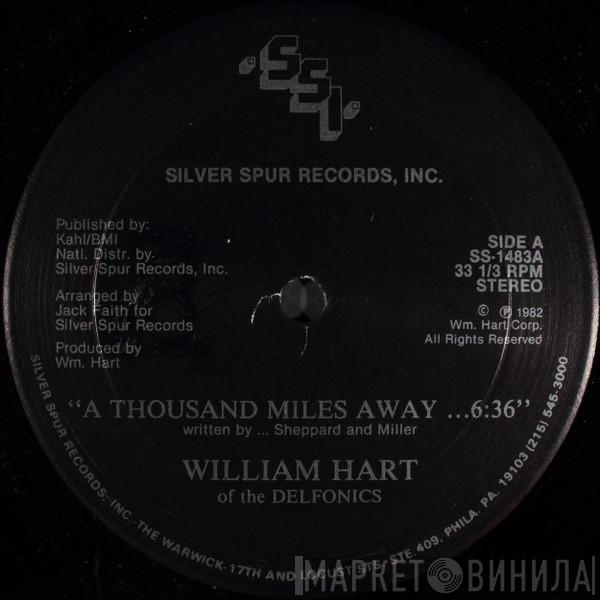 SSI
SILVER SPUR RECORDS, INC.
Published by:
Kahl/BMI
Natl. Distr. by.
Silver Spur Records, Inc.
Arranged by
Jack Faith for
Silver Spur Records
Produced by
Wm. Hart
SIDE A
SS-1483A
33 1/3 RPM
STEREO
© ℗ 1982
Wm. Hart Corp.
All Rights Reserved
“A THOUSAND MILES AWAY ...6:36”
written by ... Sheppard and Miller
WILLIAM HART
of the DELFONICS
SILVER SPUR RECORDS, INC · THE WARWICK · 17TH AND LOCUST STS · STE. 409. PHILA. PA. 19103 (215) 545-3000
МАРКЕТ ВИНИЛА